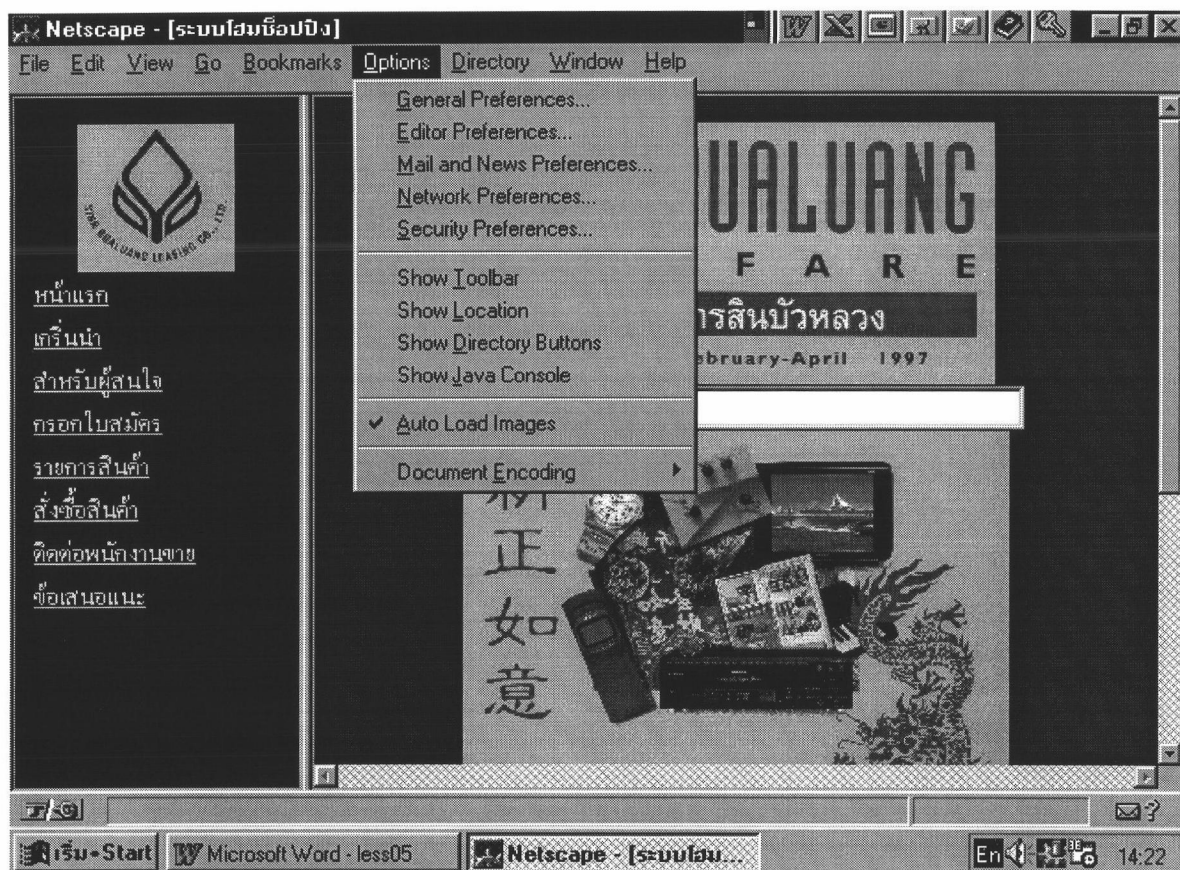 Netscape - [ระบบโฮมช็อปปิง]
File Edit View Go Bookmarks Options Directory Window Help
General Preferences...
Editor Preferences...
Mail and News Preferences...
Network Preferences...
Security Preferences...
Show Toolbar
Show Location
Show Directory Buttons
Show Java Console
Auto Load Images
Document Encoding
BUALUANG LEASING CO., LTD.
หน้าแรก
เกริ่นนำ
สำหรับผู้สนใจ
กรอกใบสมัคร
รายการสินค้า
สั่งซื้อสินค้า
ติดต่อพนักงานขาย
ข้อเสนอแนะ
UALUANG
F A R E
ารสินบัวหลวง
bruary-April 1997
正
如
意
เริ่ม•Start
Microsoft Word - less05
Netscape - [ระบบโฮม...
En
14:22